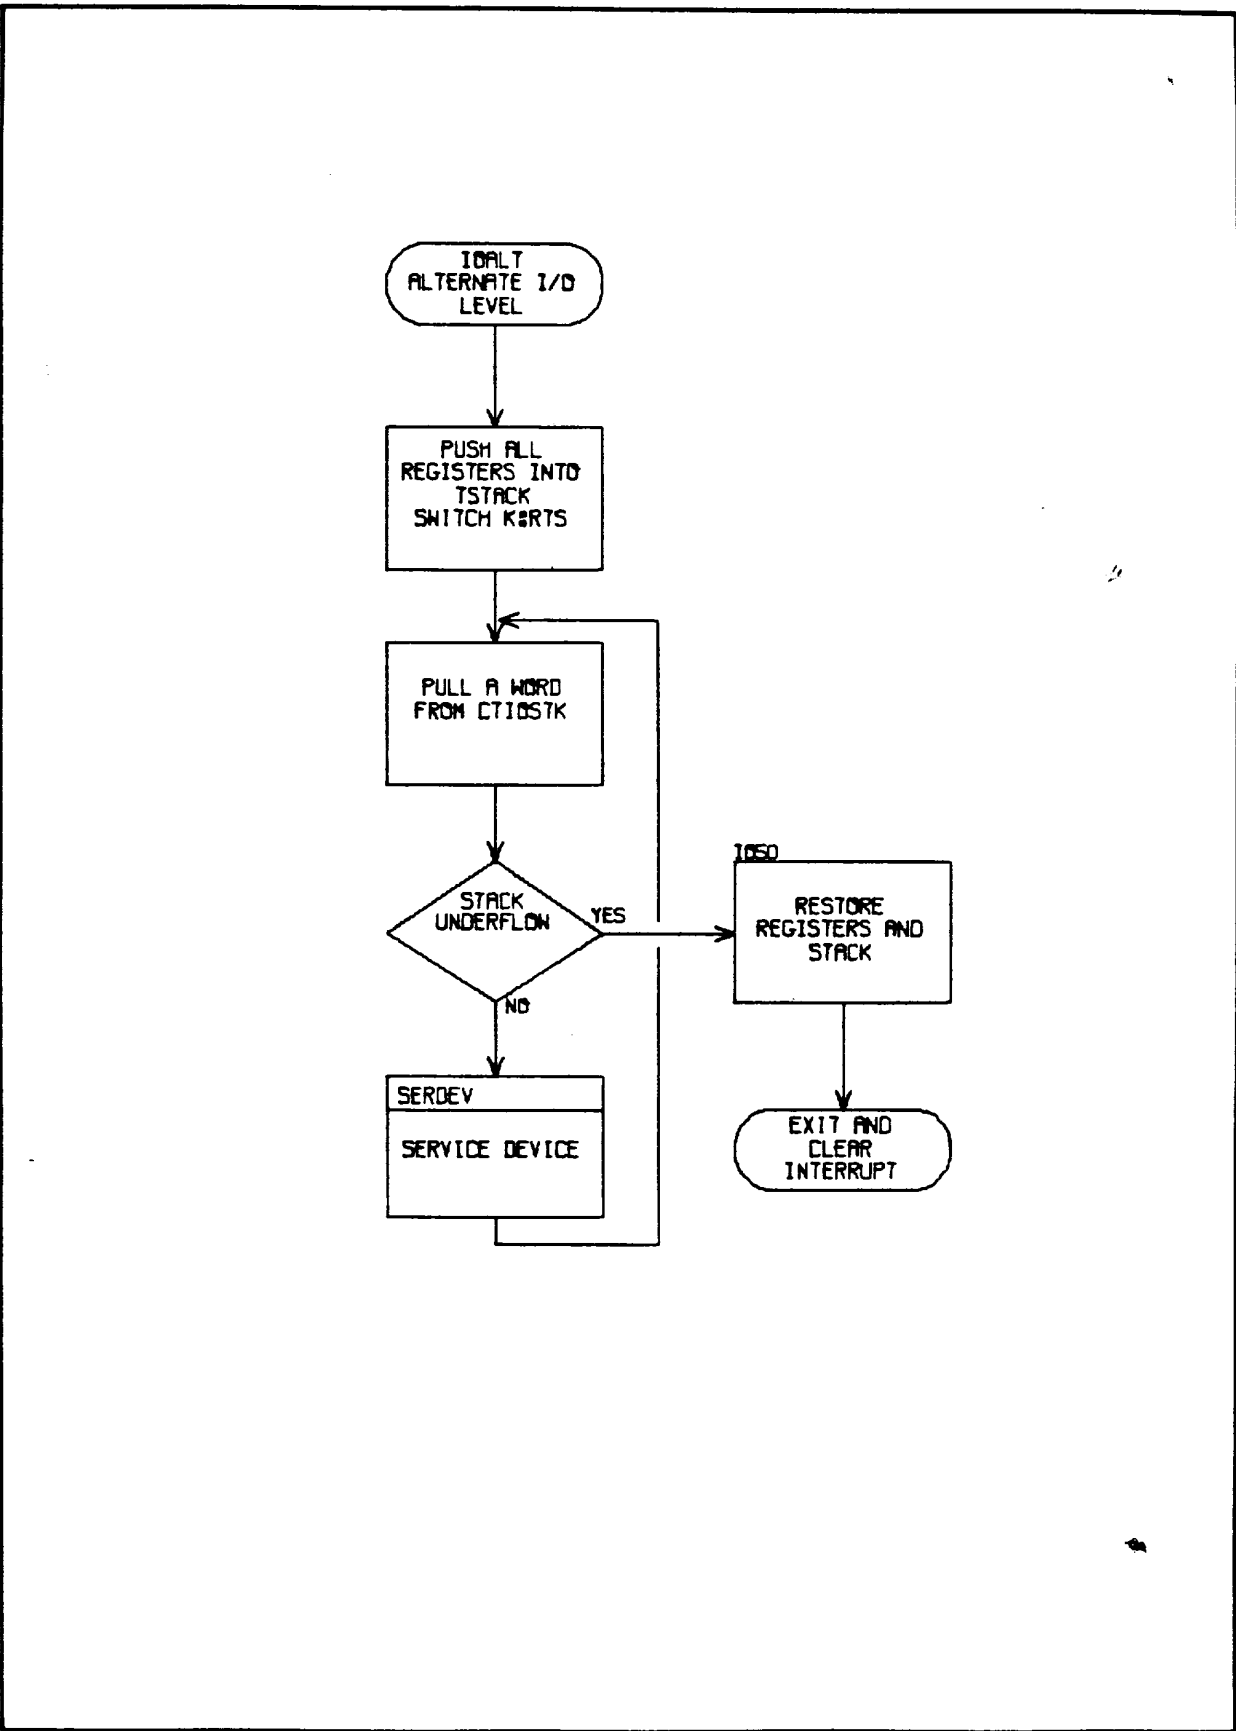 IOALT
ALTERNATE I/O
LEVEL
PUSH ALL
REGISTERS INTO
TSTACK
SWITCH K:RTS
PULL A WORD
FROM CTIOSTK
STACK
UNDERFLOW
YES
NO
IOSO
RESTORE
REGISTERS AND
STACK
SERDEV
SERVICE DEVICE
EXIT AND
CLEAR
INTERRUPT